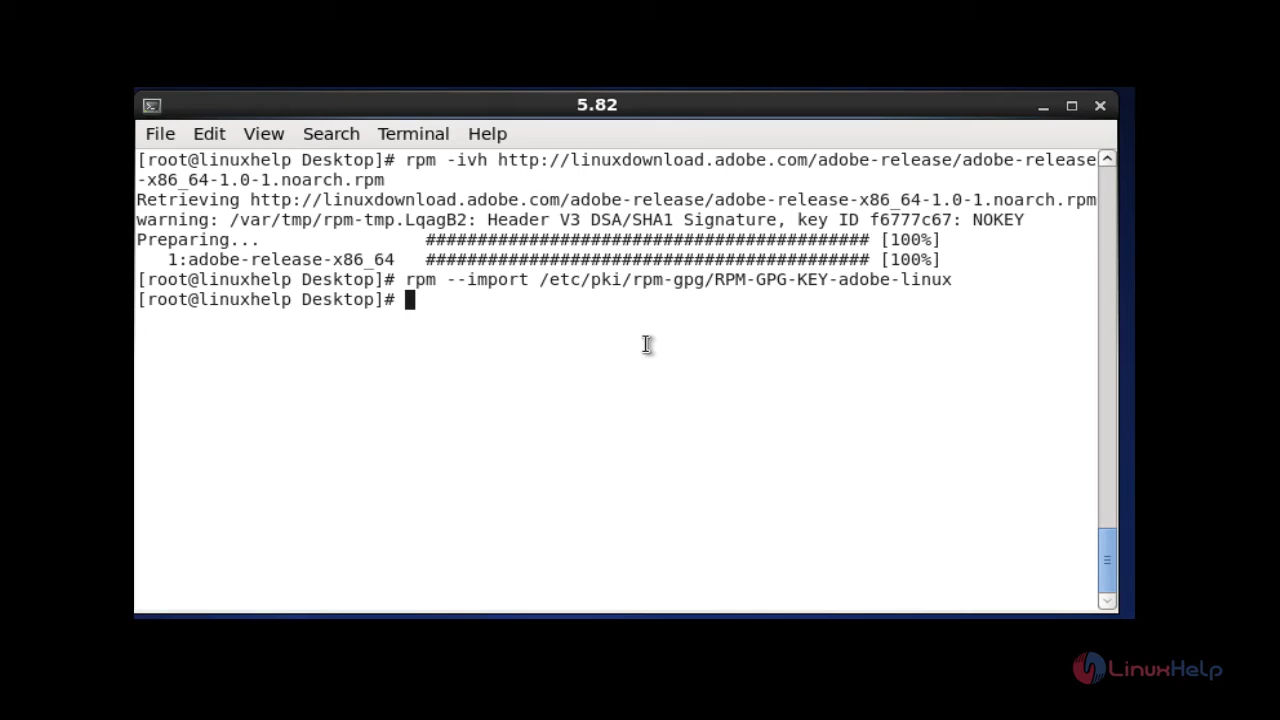 5.82
File Edit View Search Terminal Help
[root@linuxhelp Desktop]# rpm -ivh http://linuxdownload.adobe.com/adobe-release/adobe-release
-x86_64-1.0-1.noarch.rpm
Retrieving http://linuxdownload.adobe.com/adobe-release/adobe-release-x86_64-1.0-1.noarch.rpm
warning: /var/tmp/rpm-tmp.LqagB2: Header V3 DSA/SHA1 Signature, key ID f6777c67: NOKEY
Preparing... ########################################### [100%]
1:adobe-release-x86_64 ########################################### [100%]
[root@linuxhelp Desktop]# rpm --import /etc/pki/rpm-gpg/RPM-GPG-KEY-adobe-linux
[root@linuxhelp Desktop]#
LinuxHelp